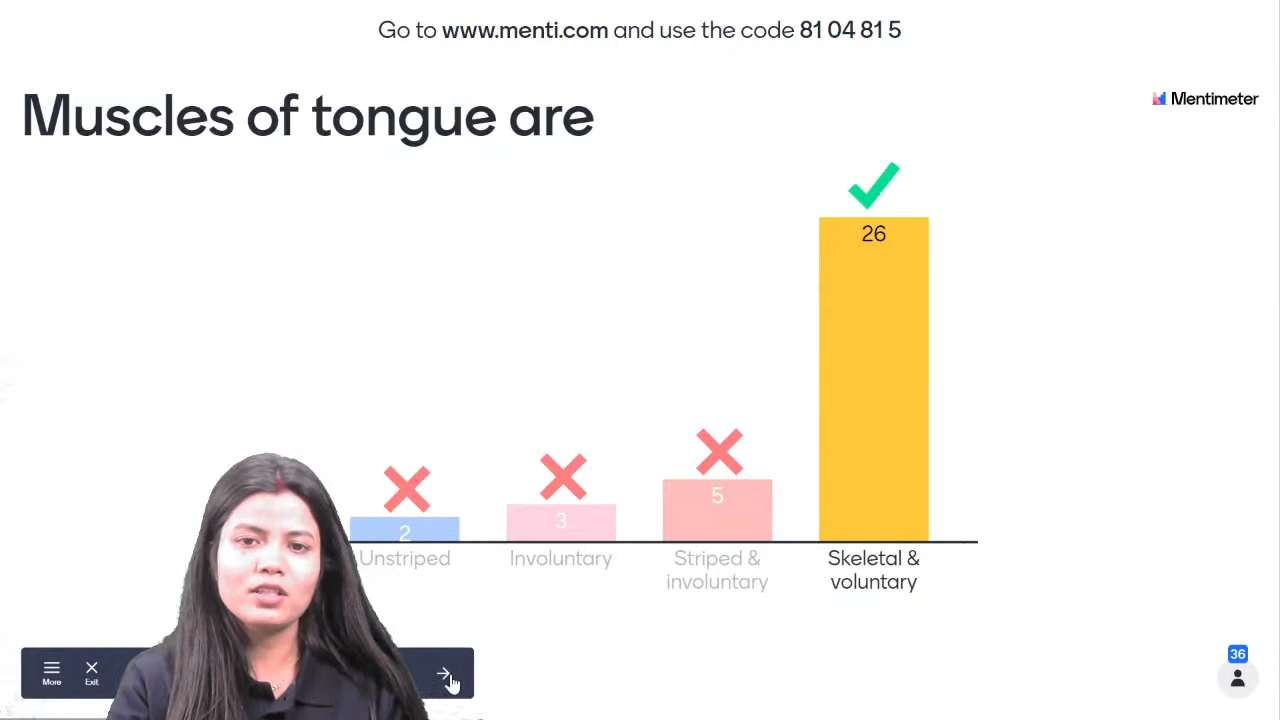 Go to www.menti.com and use the code 81 04 81 5
Muscles of tongue are
Mentimeter
26
5
3
2
Unstriped
Involuntary
Striped &
involuntary
Skeletal &
voluntary
More
Exit
36